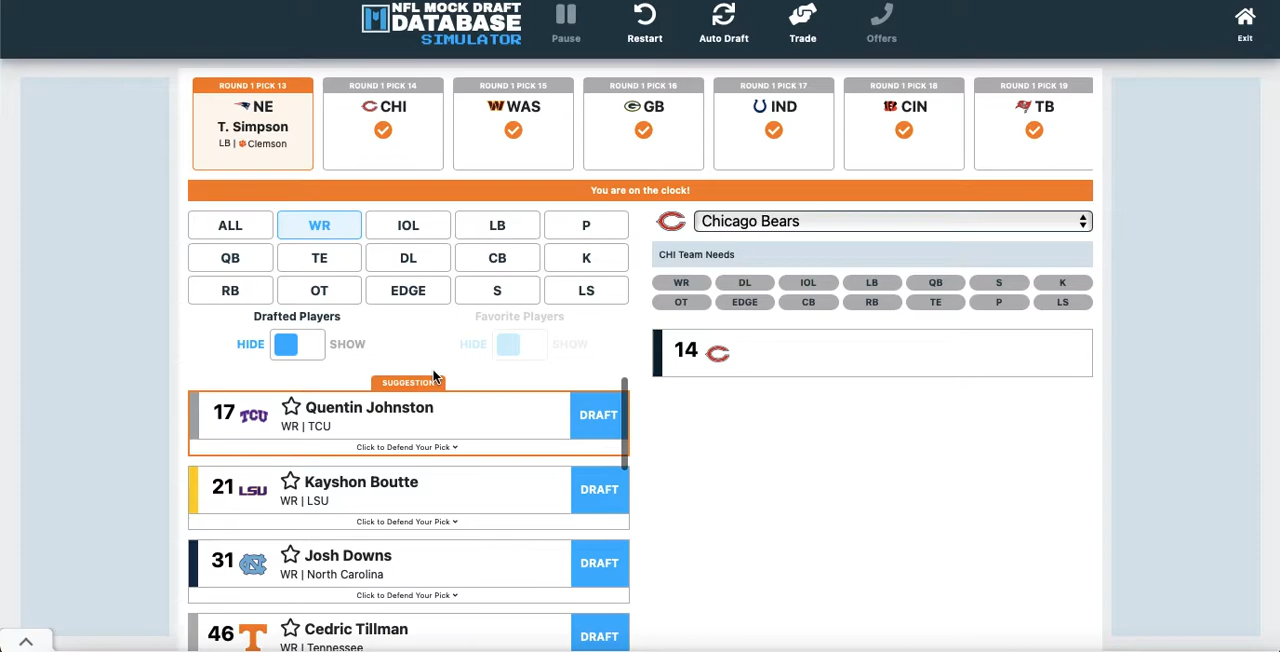 NFL MOCK DRAFT
DATABASE
SIMULATOR
Pause
Restart
Auto Draft
Trade
Offers
Exit
ROUND 1 PICK 13
NE
T. Simpson
LB | Clemson
ROUND 1 PICK 14
CHI
ROUND 1 PICK 15
WAS
ROUND 1 PICK 16
GB
ROUND 1 PICK 17
IND
ROUND 1 PICK 18
CIN
ROUND 1 PICK 19
TB
You are on the clock!
ALL WR IOL LB P
QB TE DL CB K
RB OT EDGE S LS
Drafted Players
HIDE SHOW
Favorite Players
HIDE SHOW
SUGGESTION
17 TCU Quentin Johnston
WR | TCU
DRAFT
Click to Defend Your Pick
21 LSU Kayshon Boutte
WR | LSU
DRAFT
Click to Defend Your Pick
31 Josh Downs
WR | North Carolina
DRAFT
Click to Defend Your Pick
46 Cedric Tillman
WR | Tennessee
DRAFT
Chicago Bears
CHI Team Needs
WR DL IOL LB QB S K
OT EDGE CB RB TE P LS
14